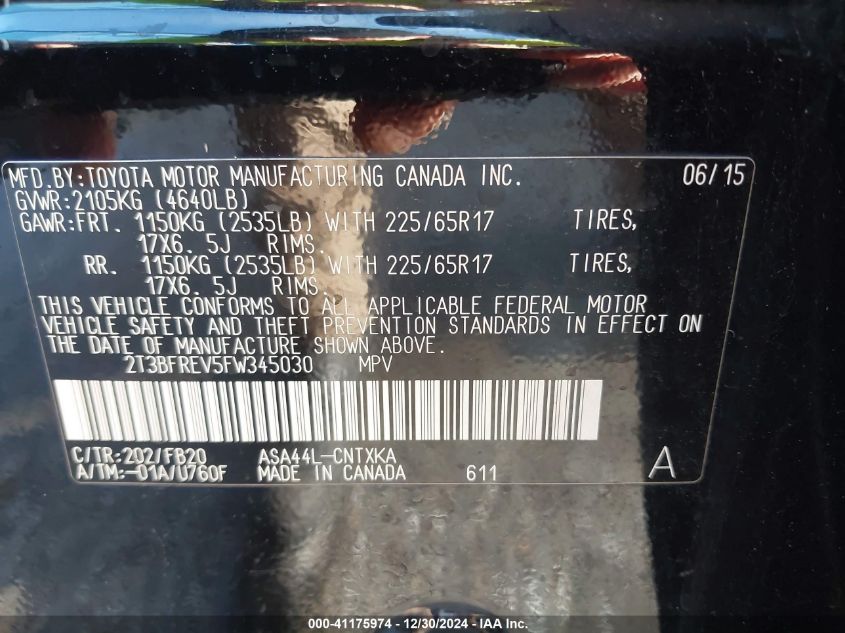 MFD.BY:TOYOTA MOTOR MANUFACTURING CANADA INC. 06/15
GVWR:2105KG (4640LB)
GAWR:FRT. 1150KG (2535LB) WITH 225/65R17 TIRES,
17X6.5J RIMS.
RR. 1150KG (2535LB) WITH 225/65R17 TIRES,
17X6.5J RIMS.
THIS VEHICLE CONFORMS TO ALL APPLICABLE FEDERAL MOTOR
VEHICLE SAFETY AND THEFT PREVENTION STANDARDS IN EFFECT ON
THE DATE OF MANUFACTURE SHOWN ABOVE.
2T3BFREV5FW345030 MPV
C/TR:202/FB20 ASA44L-CNTXKA
A/TM:-01A/U760F MADE IN CANADA 611 A
000-41175974 - 12/30/2024 - IAA Inc.